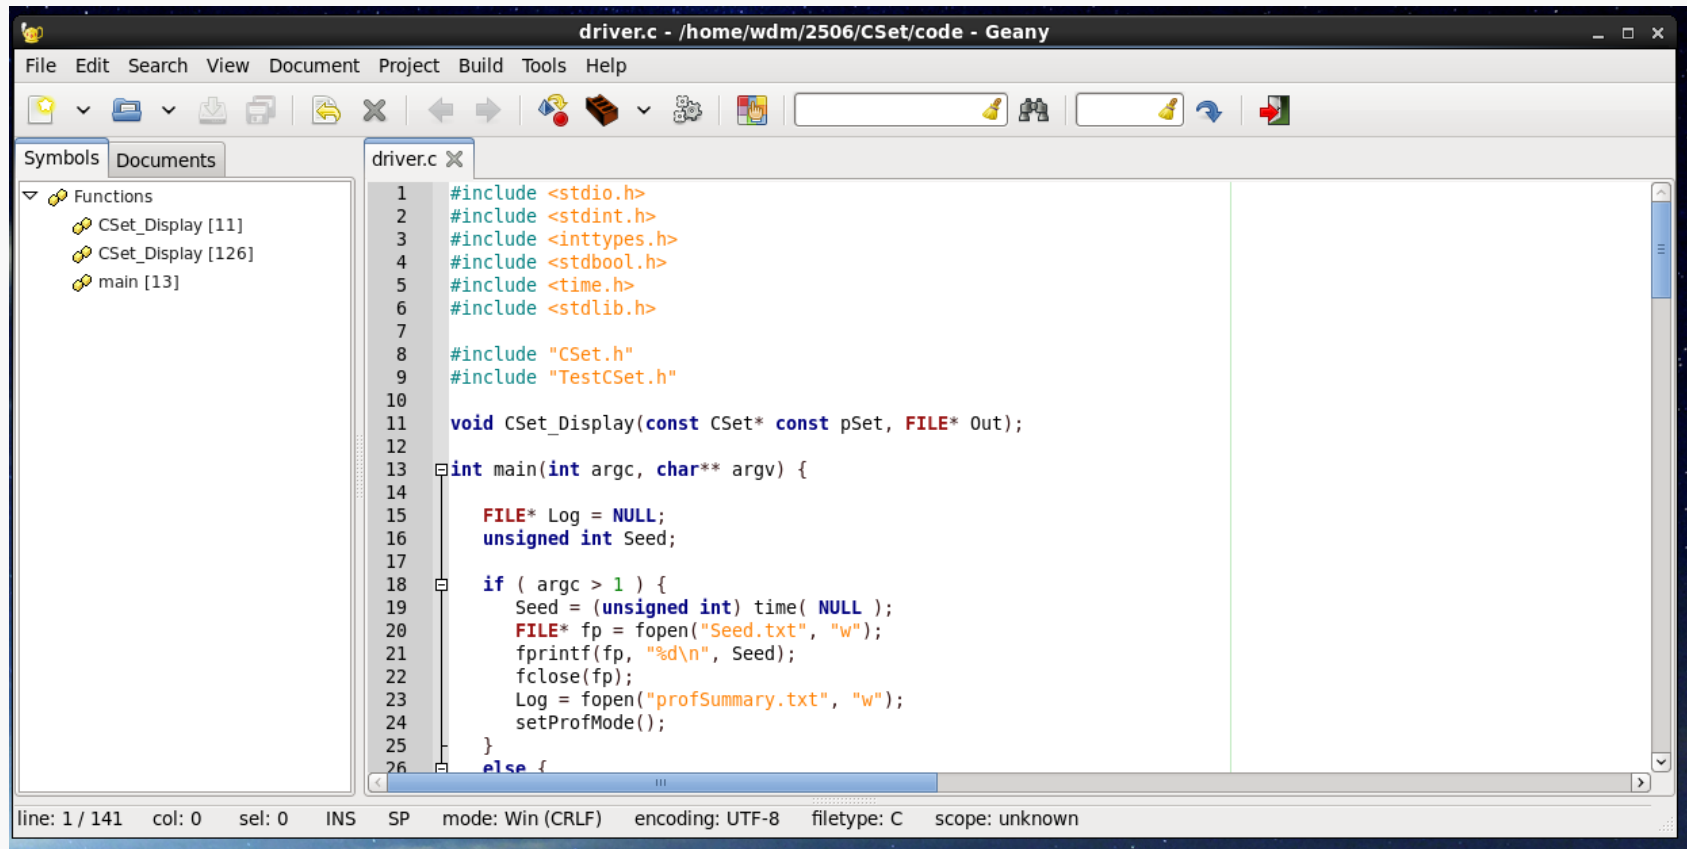 driver.c - /home/wdm/2506/CSet/code - Geany
File Edit Search View Document Project Build Tools Help
Symbols Documents
Functions
CSet_Display [11]
CSet_Display [126]
main [13]
driver.c
1 #include <stdio.h>
2 #include <stdint.h>
3 #include <inttypes.h>
4 #include <stdbool.h>
5 #include <time.h>
6 #include <stdlib.h>
7
8 #include "CSet.h"
9 #include "TestCSet.h"
10
11 void CSet_Display(const CSet* const pSet, FILE* Out);
12
13 int main(int argc, char** argv) {
14
15    FILE* Log = NULL;
16    unsigned int Seed;
17
18    if ( argc > 1 ) {
19       Seed = (unsigned int) time( NULL );
20       FILE* fp = fopen("Seed.txt", "w");
21       fprintf(fp, "%d\n", Seed);
22       fclose(fp);
23       Log = fopen("profSummary.txt", "w");
24       setProfMode();
25    }
26    else {
line: 1 / 141 col: 0 sel: 0 INS SP mode: Win (CRLF) encoding: UTF-8 filetype: C scope: unknown